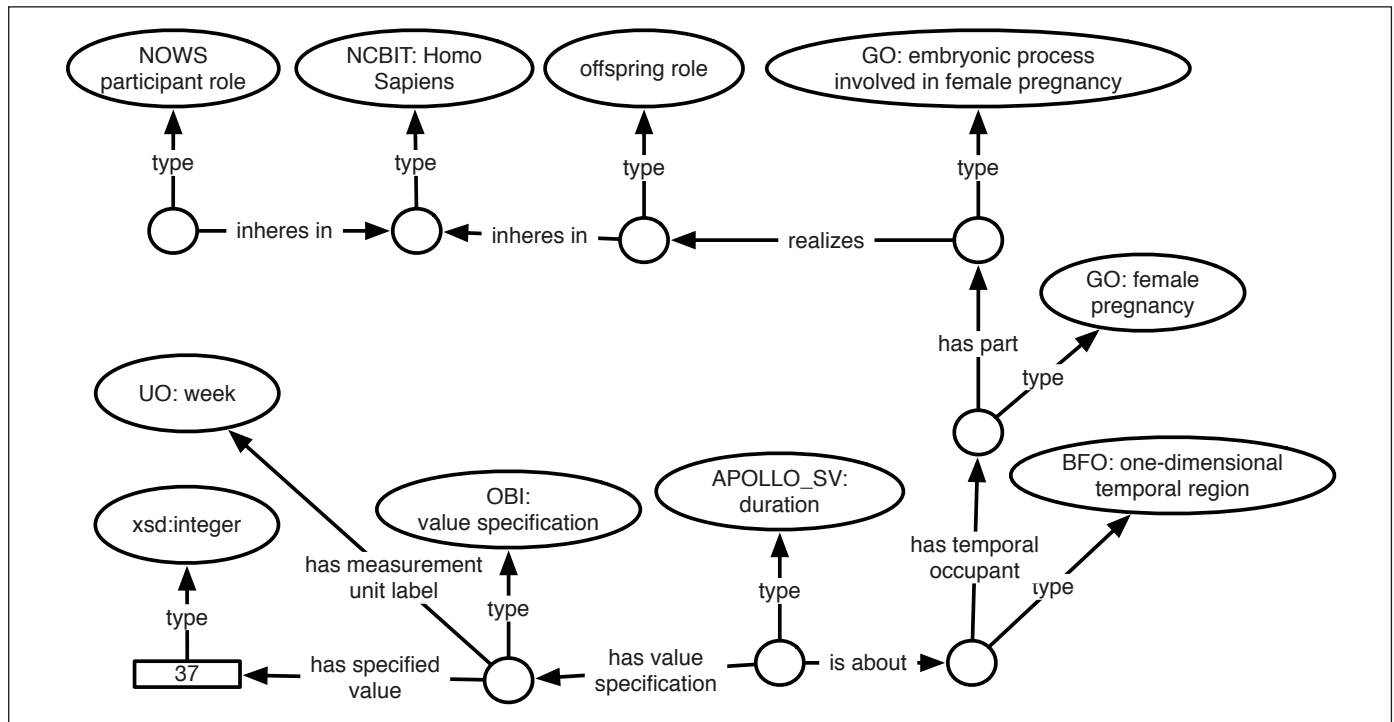 NOWS
participant role
NCBIT: Homo
Sapiens
offspring role
GO: embryonic process
involved in female pregnancy
type
type
type
type
inheres in
inheres in
realizes
GO: female
pregnancy
has part
type
UO: week
BFO: one-dimensional
temporal region
APOLLO_SV:
duration
OBI:
value specification
xsd:integer
has temporal
occupant
has measurement
unit label
type
type
type
type
37
has specified
value
has value
specification
is about